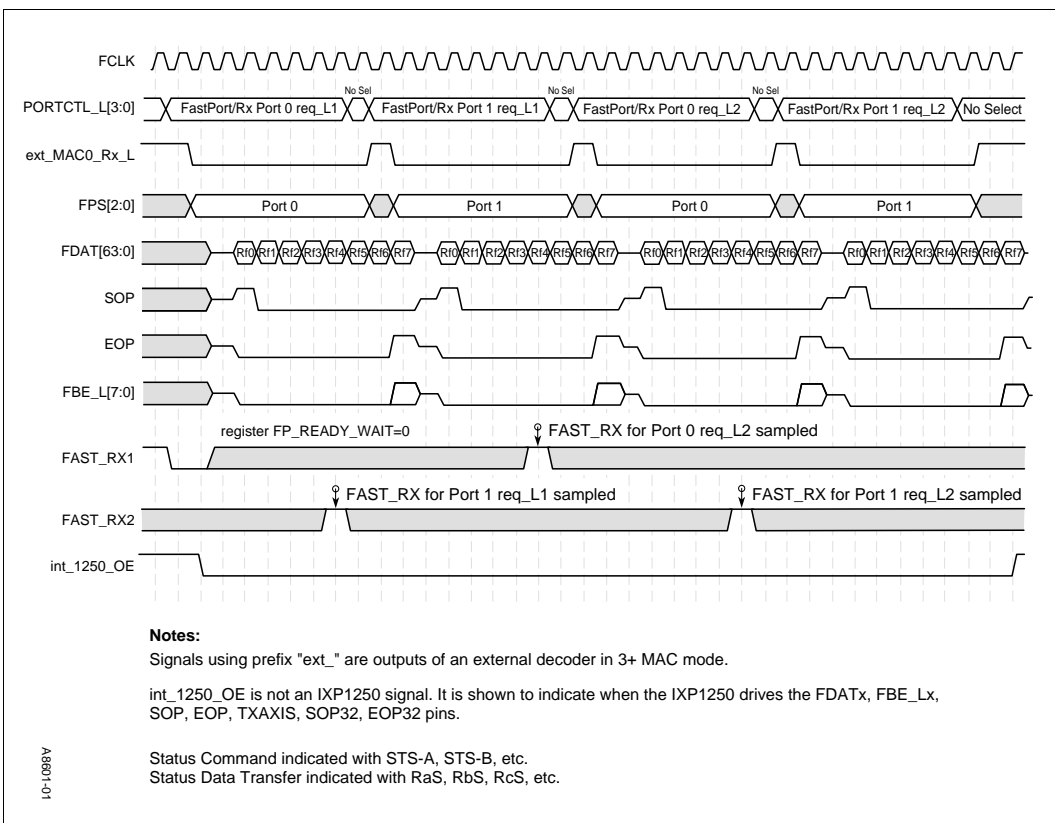 FCLK
No Sel No Sel No Sel
PORTCTL_L[3:0] FastPort/Rx Port 0 req_L1 FastPort/Rx Port 1 req_L1 FastPort/Rx Port 0 req_L2 FastPort/Rx Port 1 req_L2 No Select
ext_MAC0_Rx_L
FPS[2:0] Port 0 Port 1 Port 0 Port 1
FDAT[63:0] Rf0 Rf1 Rf2 Rf3 Rf4 Rf5 Rf6 Rf7 Rf0 Rf1 Rf2 Rf3 Rf4 Rf5 Rf6 Rf7 Rf0 Rf1 Rf2 Rf3 Rf4 Rf5 Rf6 Rf7 Rf0 Rf1 Rf2 Rf3 Rf4 Rf5 Rf6 Rf7
SOP
EOP
FBE_L[7:0]
register FP_READY_WAIT=0 FAST_RX for Port 0 req_L2 sampled
FAST_RX1
FAST_RX for Port 1 req_L1 sampled FAST_RX for Port 1 req_L2 sampled
FAST_RX2
int_1250_OE
Notes:
Signals using prefix "ext_" are outputs of an external decoder in 3+ MAC mode.
int_1250_OE is not an IXP1250 signal. It is shown to indicate when the IXP1250 drives the FDATx, FBE_Lx,
SOP, EOP, TXAXIS, SOP32, EOP32 pins.
Status Command indicated with STS-A, STS-B, etc.
Status Data Transfer indicated with RaS, RbS, RcS, etc.
A8601-01